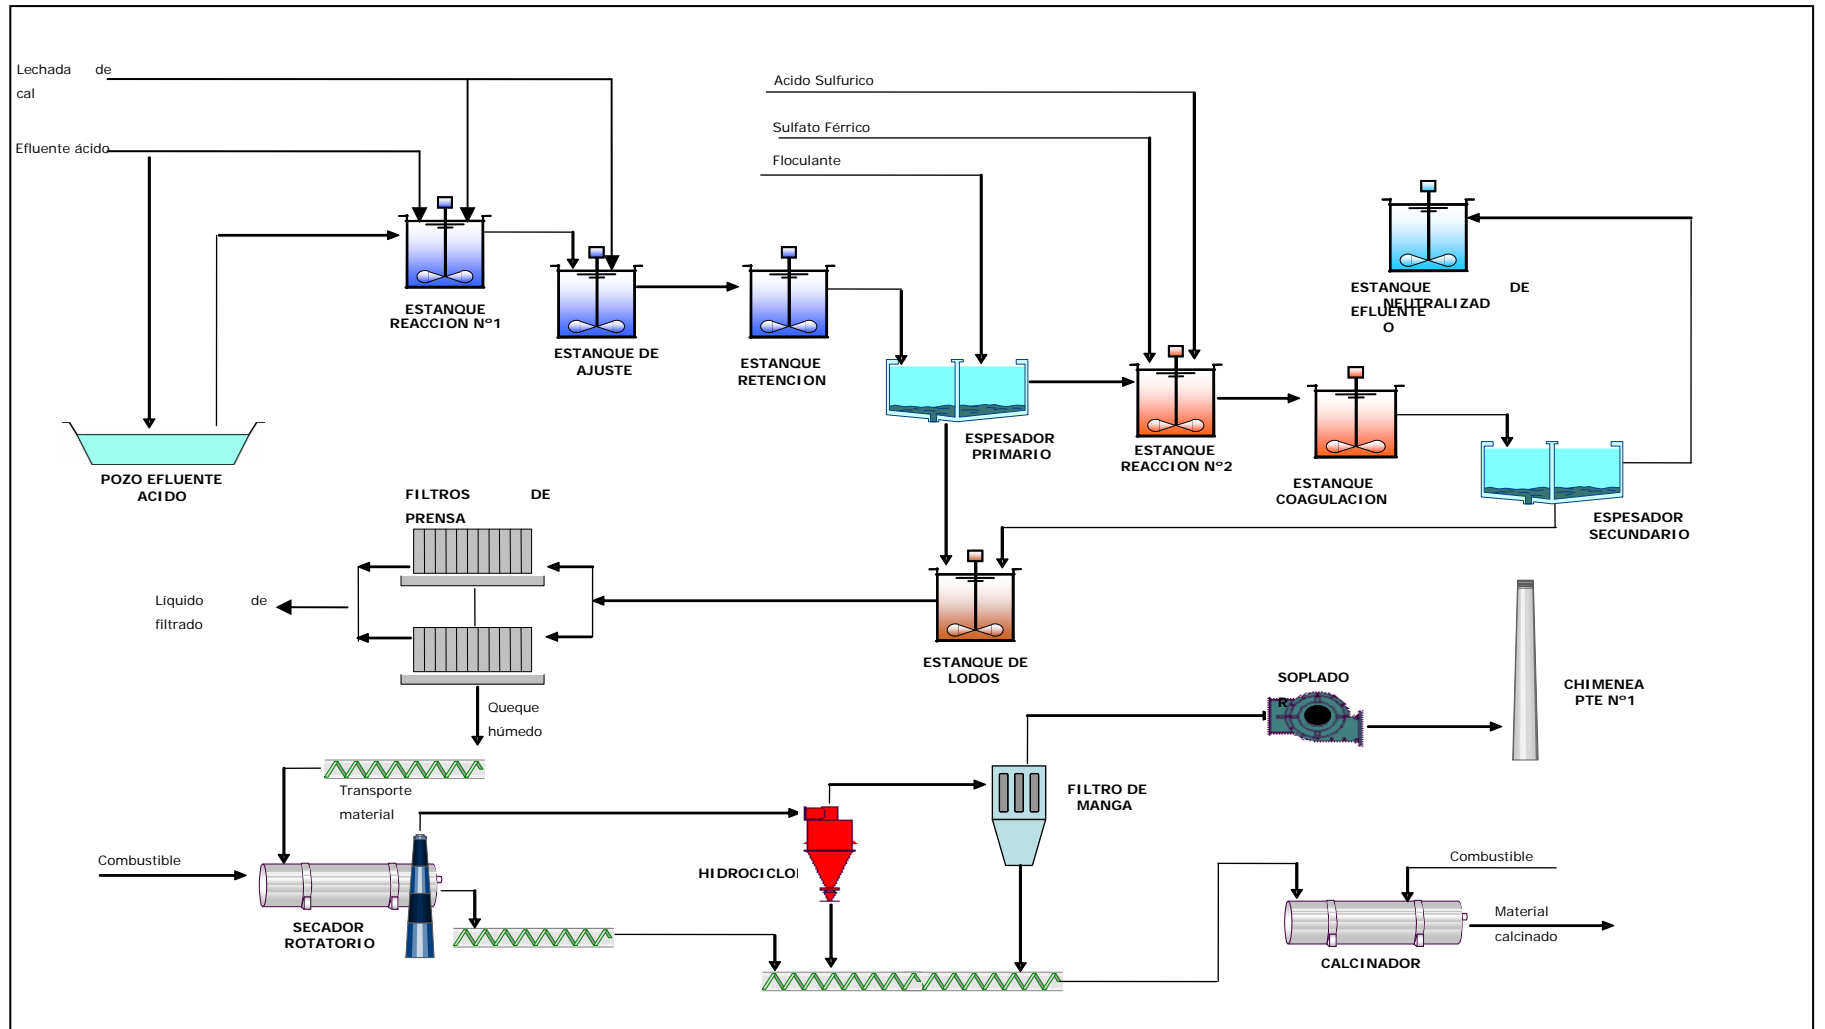 Lechada de
cal
Efluente ácido
Acido Sulfurico
Sulfato Férrico
Floculante
ESTANQUE
REACCION Nº1
ESTANQUE DE
AJUSTE
ESTANQUE
RETENCION
ESTANQUE DE
NEUTRALIZAD
EFLUENTE
O
ESPESADOR
PRIMARIO
ESTANQUE
REACCION Nº2
ESTANQUE
COAGULACION
ESPESADOR
SECUNDARIO
POZO EFLUENTE
ACIDO
FILTROS DE
PRENSA
Líquido de
filtrado
ESTANQUE DE
LODOS
Queque
húmedo
SOPLADO
R
CHIMENEA
PTE Nº1
Transporte
material
FILTRO DE
MANGA
Combustible
HIDROCICLO
SECADOR
ROTATORIO
Combustible
Material
calcinado
CALCINADOR